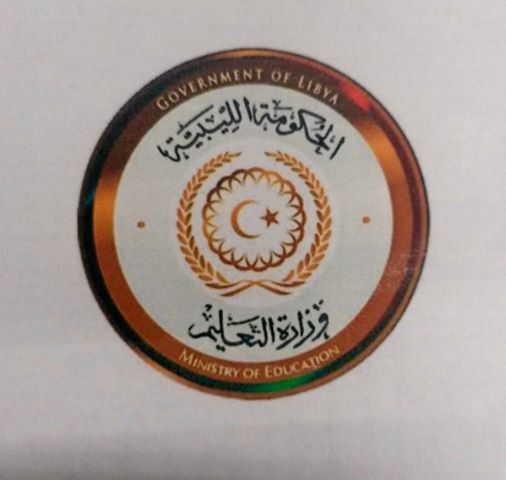 GOVERNMENT OF LIBYA
الحكومة الليبية
وزارة التعليم
MINISTRY OF EDUCATION